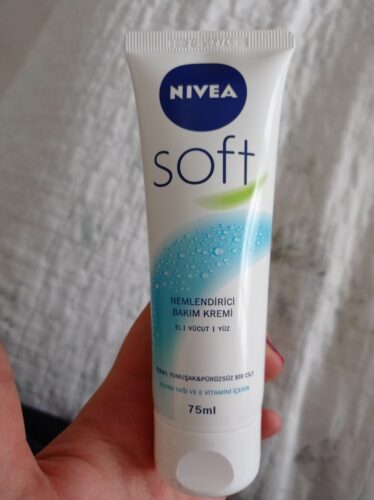 NIVEA
soft
NEMLENDİRİCİ
BAKIM KREMİ
EL I VÜCUT I YÜZ
YUMUŞAK&PÜRÜZSÜZ BİR CİLT
JOJOBA YAĞI VE E VİTAMİNİ İÇERİR
75ml